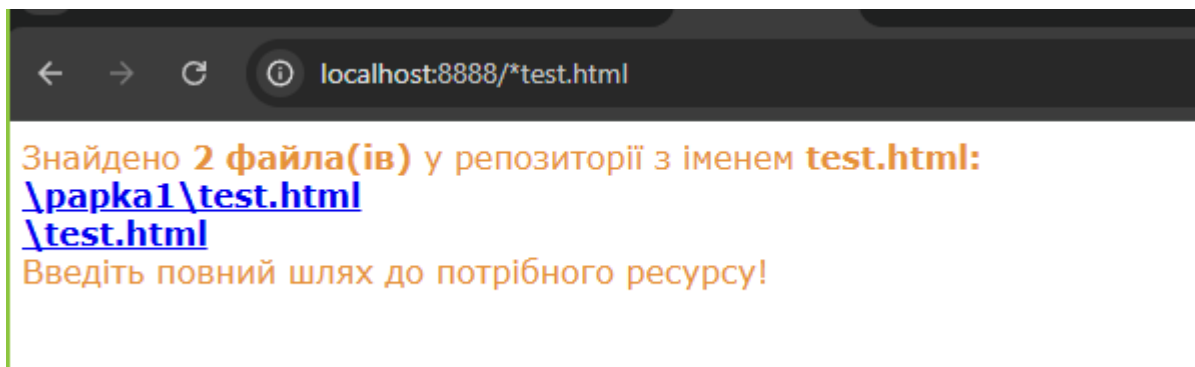 localhost:8888/*test.html
Знайдено 2 файла(ів) у репозиторії з іменем test.html:
\papka1\test.html
\test.html
Введіть повний шлях до потрібного ресурсу!